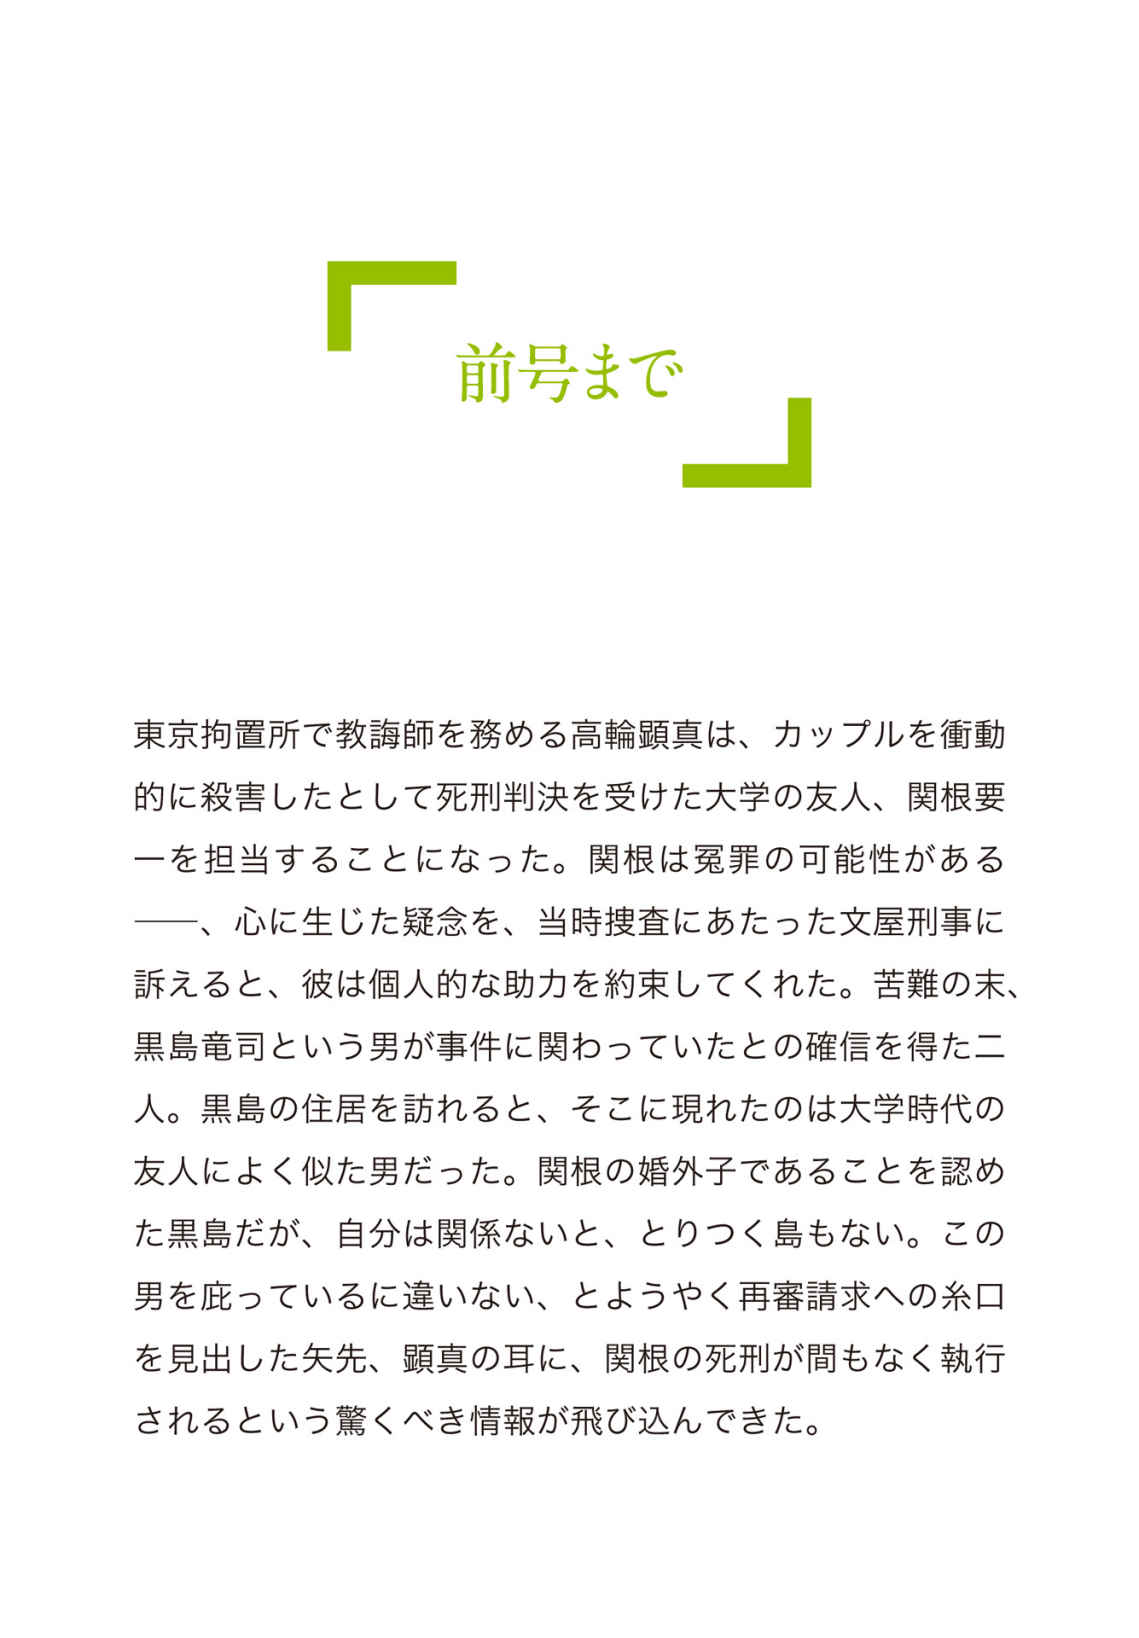 前号まで
東京拘置所で教誨師を務める高輪顕真は、カップルを衝動
的に殺害したとして死刑判決を受けた大学の友人、関根要
一を担当することになった。関根は冤罪の可能性がある
――、心に生じた疑念を、当時捜査にあたった文屋刑事に
訴えると、彼は個人的な助力を約束してくれた。苦難の末、
黒島竜司という男が事件に関わっていたとの確信を得た二
人。黒島の住居を訪れると、そこに現れたのは大学時代の
友人によく似た男だった。関根の婚外子であることを認め
た黒島だが、自分は関係ないと、とりつく島もない。この
男を庇っているに違いない、とようやく再審請求への糸口
を見出した矢先、顕真の耳に、関根の死刑が間もなく執行
されるという驚くべき情報が飛び込んできた。